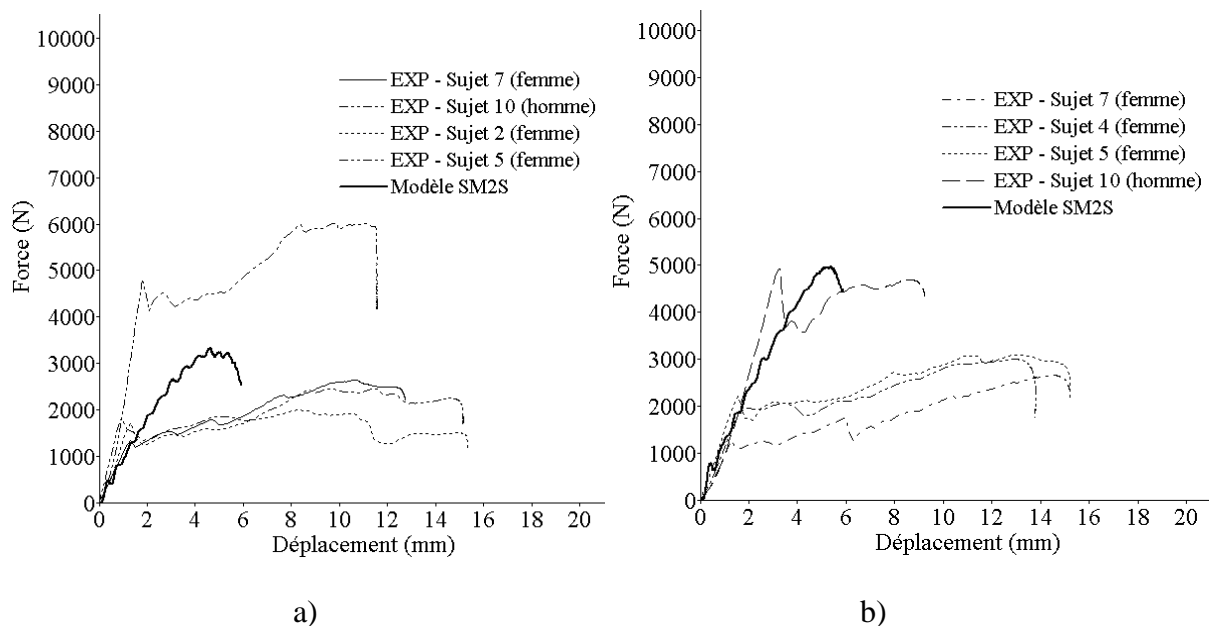 10000
9000
8000
7000
6000
5000
4000
3000
2000
1000
0
Force (N)
EXP - Sujet 7 (femme)
EXP - Sujet 10 (homme)
EXP - Sujet 2 (femme)
EXP - Sujet 5 (femme)
Modèle SM2S
0 2 4 6 8 10 12 14 16 18 20
Déplacement (mm)
a)
10000
9000
8000
7000
6000
5000
4000
3000
2000
1000
0
Force (N)
EXP - Sujet 7 (femme)
EXP - Sujet 4 (femme)
EXP - Sujet 5 (femme)
EXP - Sujet 10 (homme)
Modèle SM2S
0 2 4 6 8 10 12 14 16 18 20
Déplacement (mm)
b)